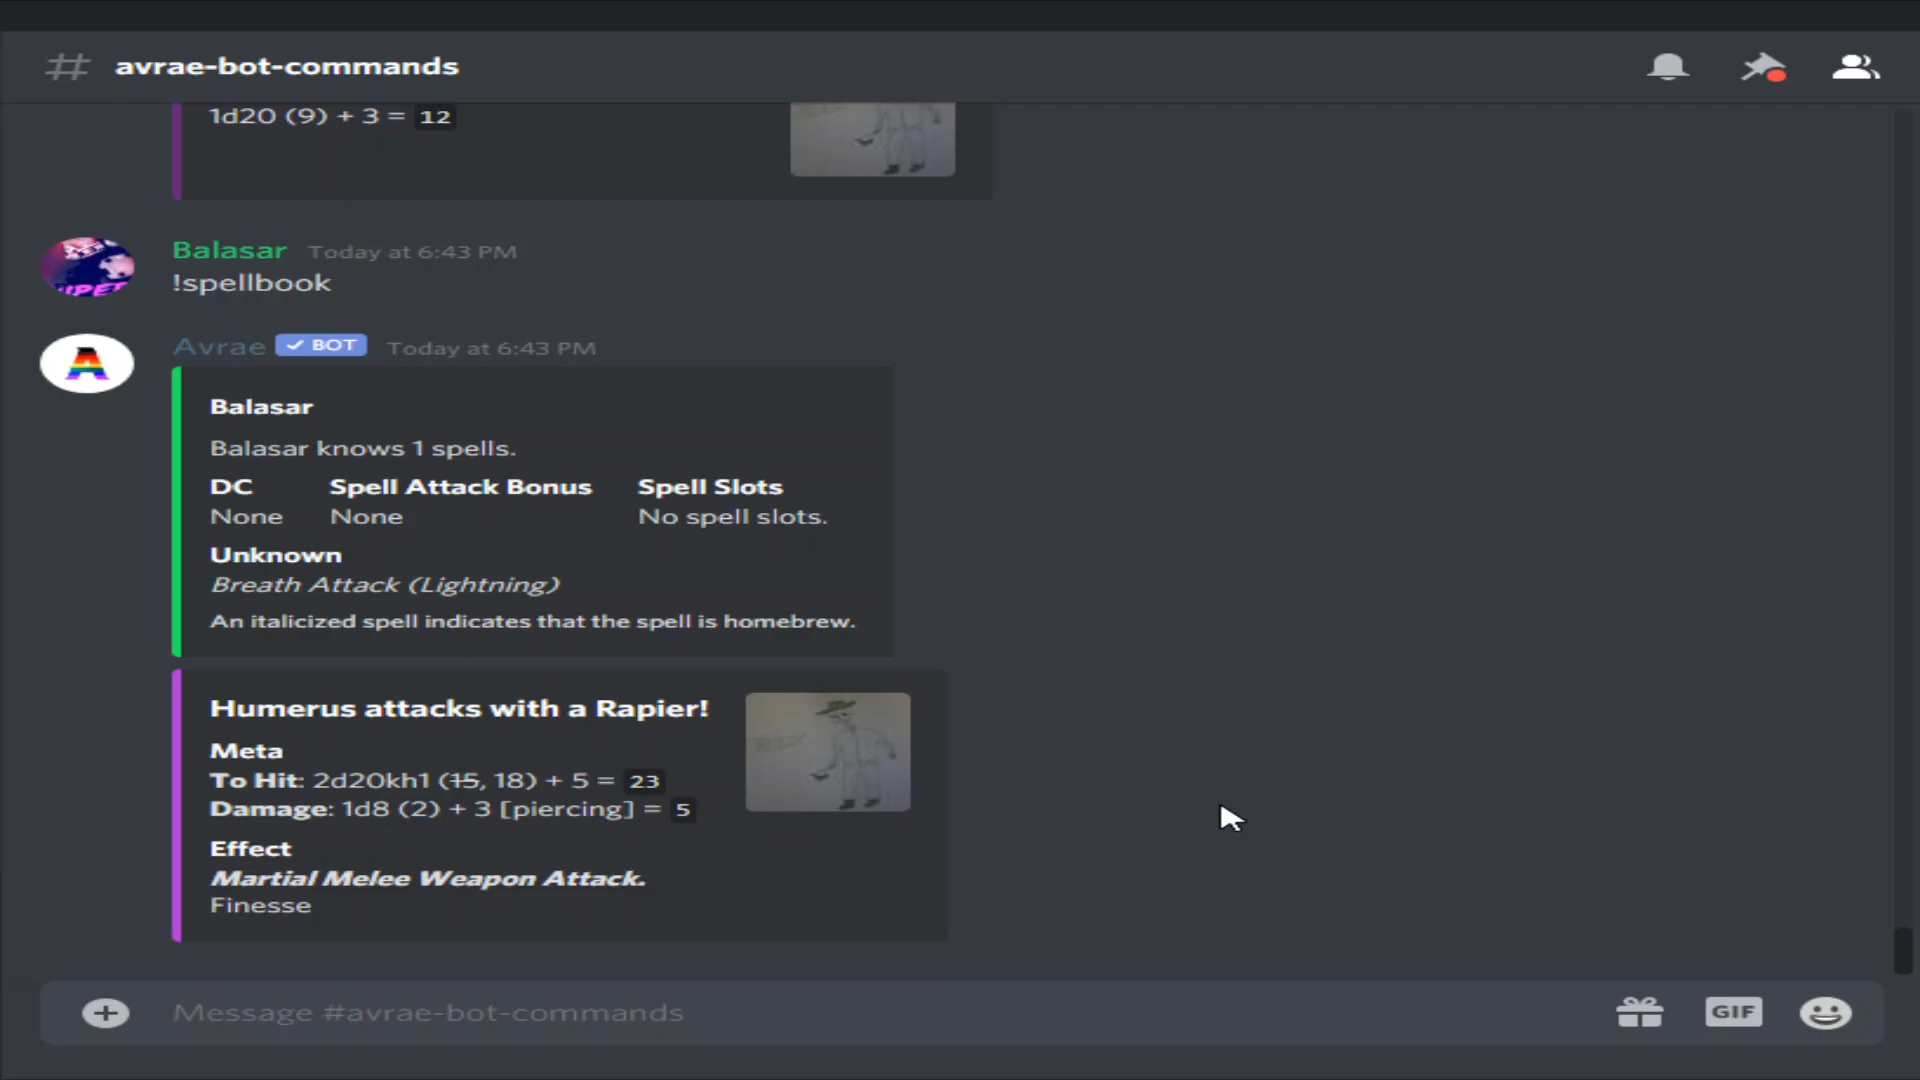 # avrae-bot-commands
1d20 (9) + 3 = 12
Balasar Today at 6:43 PM
!spellbook
Avrae ✓ BOT Today at 6:43 PM
Balasar
Balasar knows 1 spells.
DC Spell Attack Bonus Spell Slots
None None No spell slots.
Unknown
Breath Attack (Lightning)
An italicized spell indicates that the spell is homebrew.
Humerus attacks with a Rapier!
Meta
To Hit: 2d20kh1 (15, 18) + 5 = 23
Damage: 1d8 (2) + 3 [piercing] = 5
Effect
Martial Melee Weapon Attack.
Finesse
Message #avrae-bot-commands
GIF